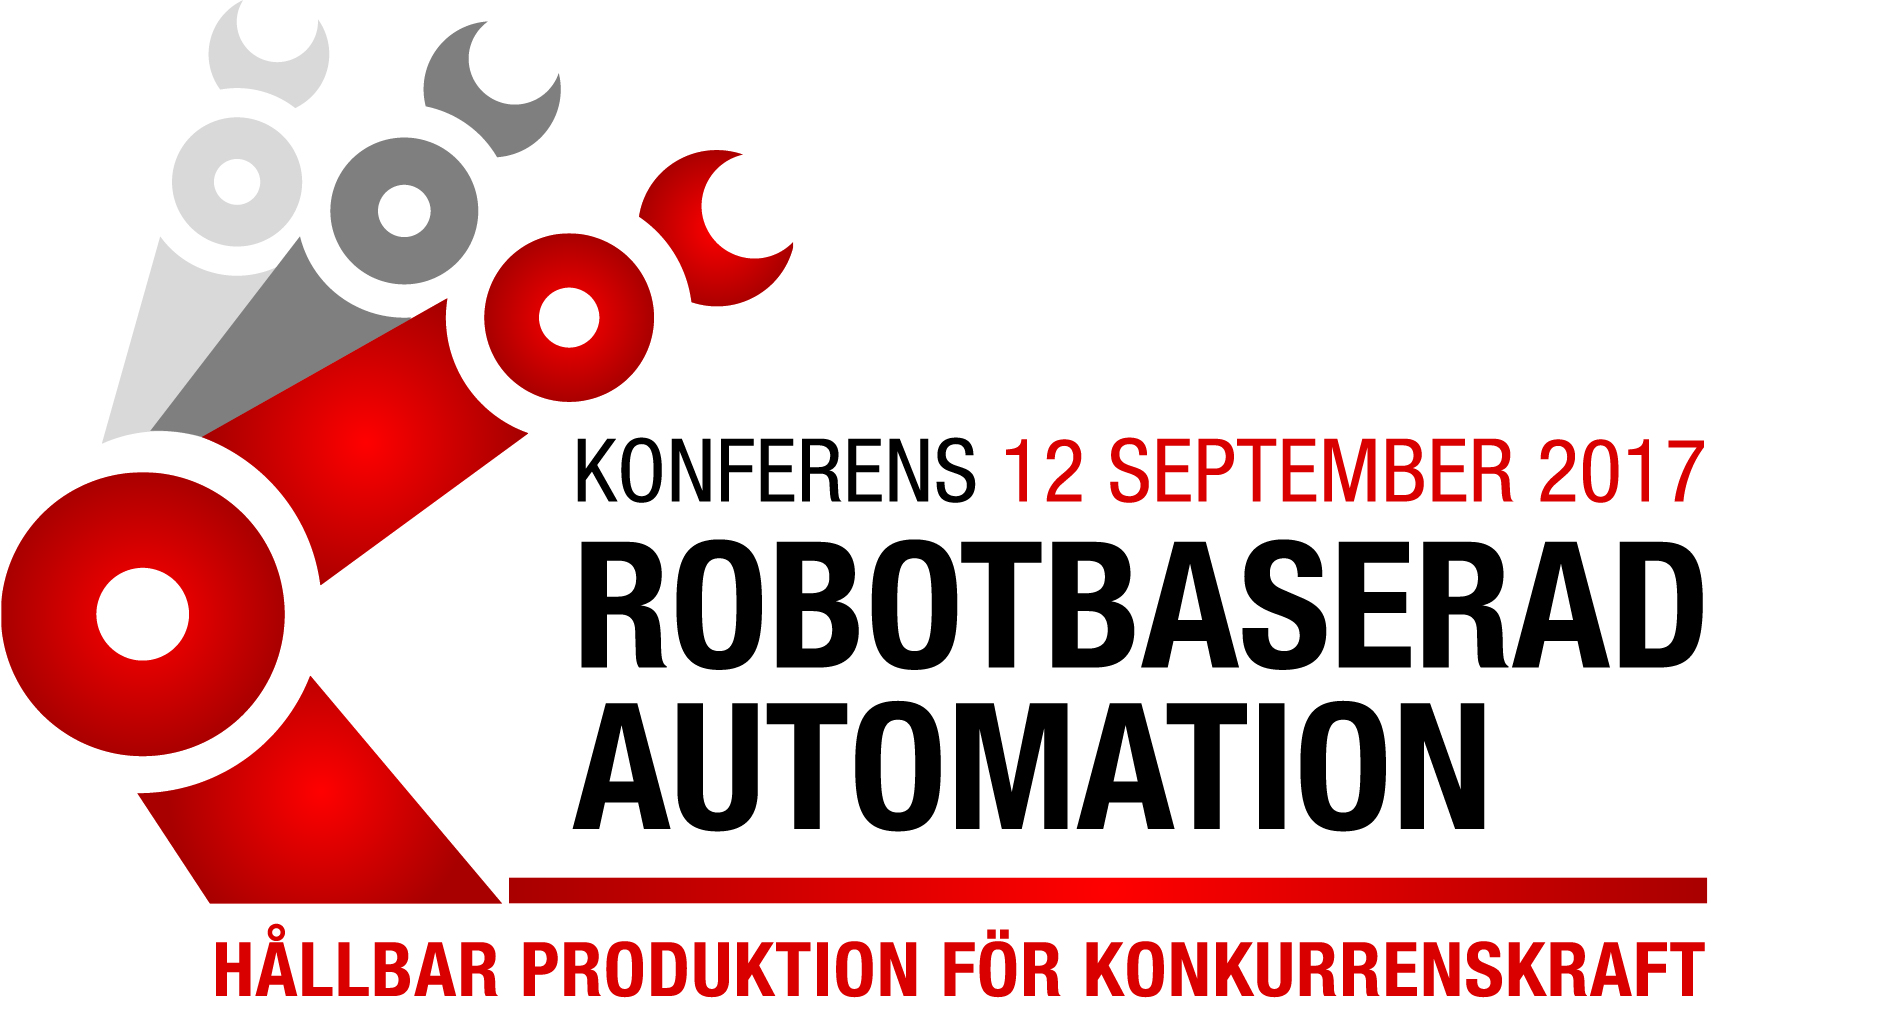 KONFERENS 12 SEPTEMBER 2017
ROBOTBASERAD
AUTOMATION
HÅLLBAR PRODUKTION FÖR KONKURRENSKRAFT